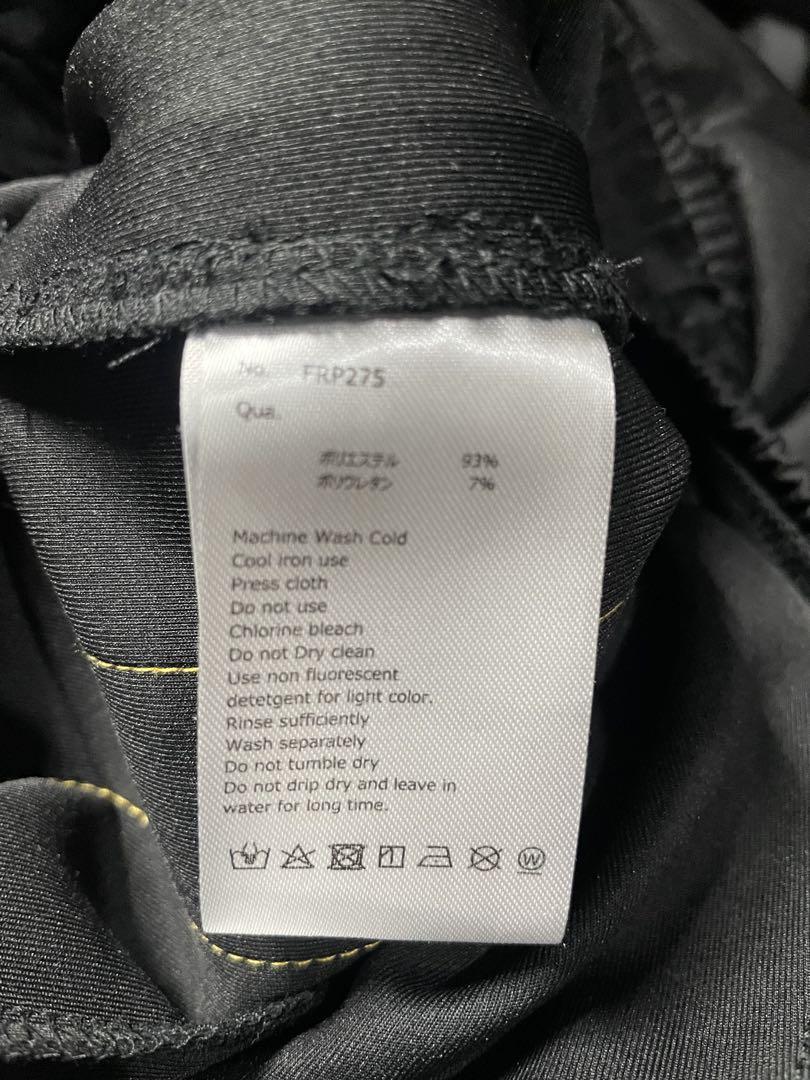 No. FRP275
Qua.
ポリエステル 93%
ポリウレタン 7%
Machine Wash Cold
Cool iron use
Press cloth
Do not use
Chlorine bleach
Do not Dry clean
Use non fluorescent
detetgent for light color.
Rinse sufficiently
Wash separately
Do not tumble dry
Do not drip dry and leave in
water for long time.
W